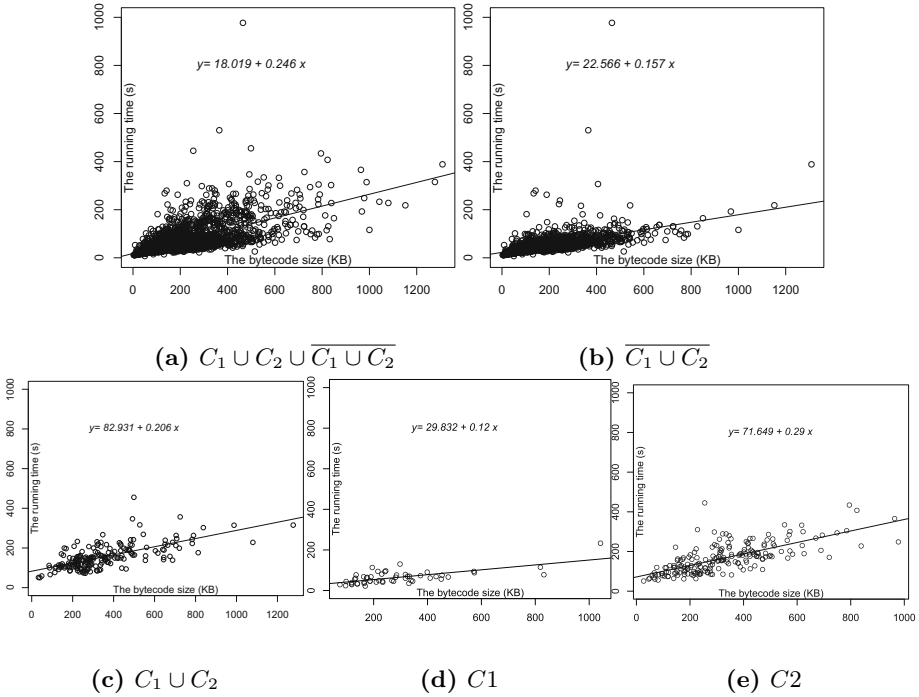 1000
800
600
400
200
0
The running time (s)
y= 18.019 + 0.246 x
The bytecode size (KB)
0 200 400 600 800 1000 1200
(a) C₁ ∪ C₂ ∪ \overline{C₁ ∪ C₂}
1000
800
600
400
200
0
The running time (s)
y= 22.566 + 0.157 x
The bytecode size (KB)
0 200 400 600 800 1000 1200
(b) \overline{C₁ ∪ C₂}
1000
800
600
400
200
0
The running time (s)
y= 82.931 + 0.206 x
The bytecode size (KB)
0 200 400 600 800 1000 1200
(c) C₁ ∪ C₂
1000
800
600
400
200
0
The running time (s)
y= 29.832 + 0.12 x
The bytecode size (KB)
0 200 400 600 800 1000
(d) C1
1000
800
600
400
200
0
The running time (s)
y= 71.649 + 0.29 x
The bytecode size (KB)
0 200 400 600 800 1000
(e) C2